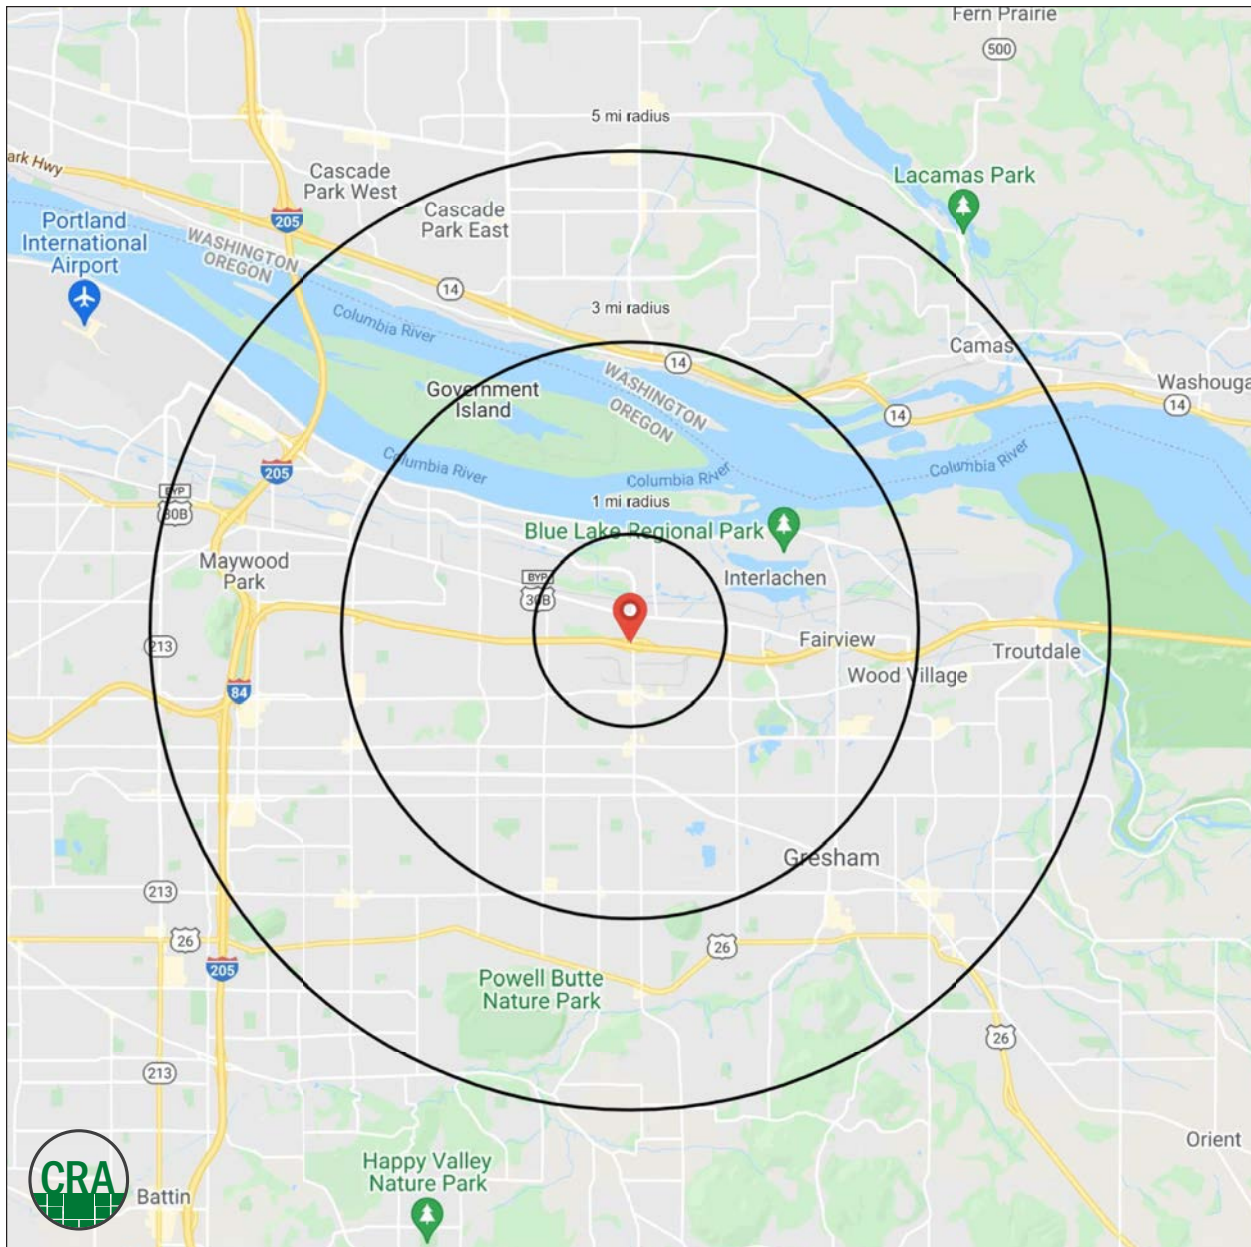 Fern Prairie
500
5 mi radius
ark Hwy
Cascade
Park West
Lacamas Park
Cascade
Park East
205
Portland
International
Airport
WASHINGTON
OREGON
14
3 mi radius
Columbia River
Camas
14
WASHINGTON
OREGON
Washouga
14
14
Government
Island
Columbia River
205
Columbia River
Columbia River
BYP
30B
1 mi radius
Blue Lake Regional Park
Maywood
Park
BYP
30B
Interlachen
213
Fairview
Troutdale
Wood Village
84
Gresham
213
26
26
205
Powell Butte
Nature Park
26
213
Orient
Happy Valley
Nature Park
CRA
Battin